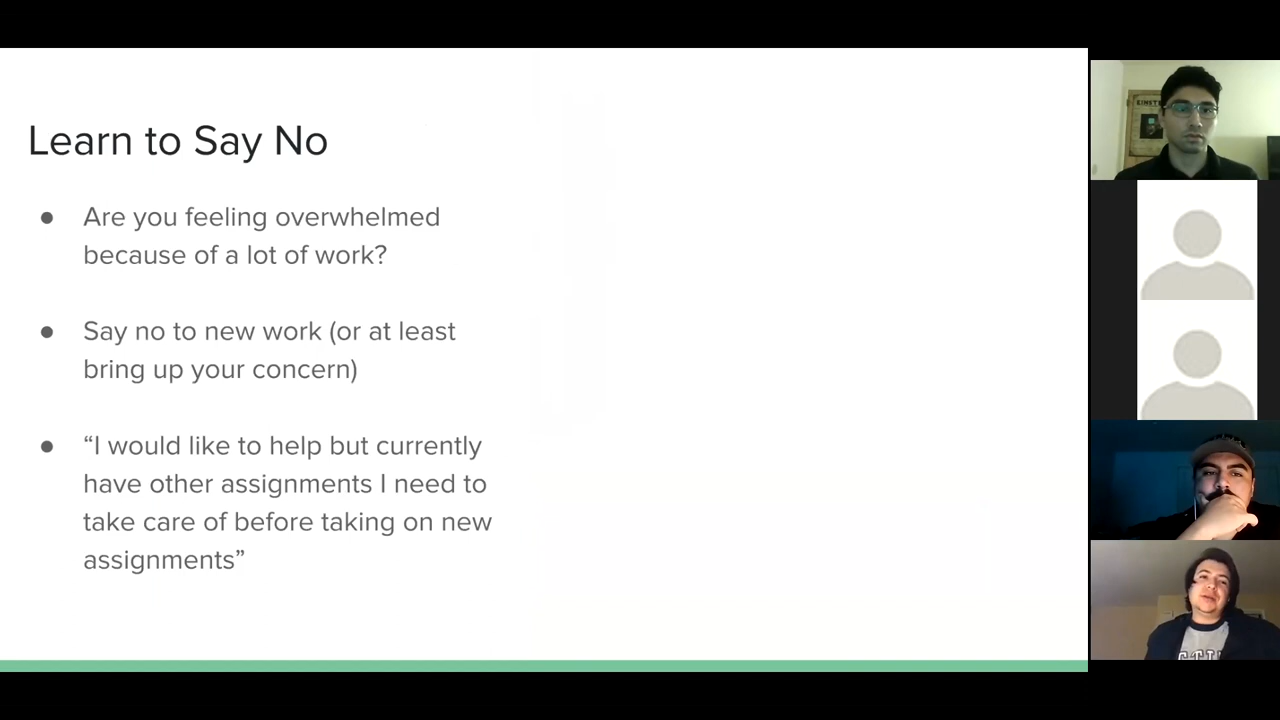 Learn to Say No
● Are you feeling overwhelmed
because of a lot of work?
● Say no to new work (or at least
bring up your concern)
● “I would like to help but currently
have other assignments I need to
take care of before taking on new
assignments”